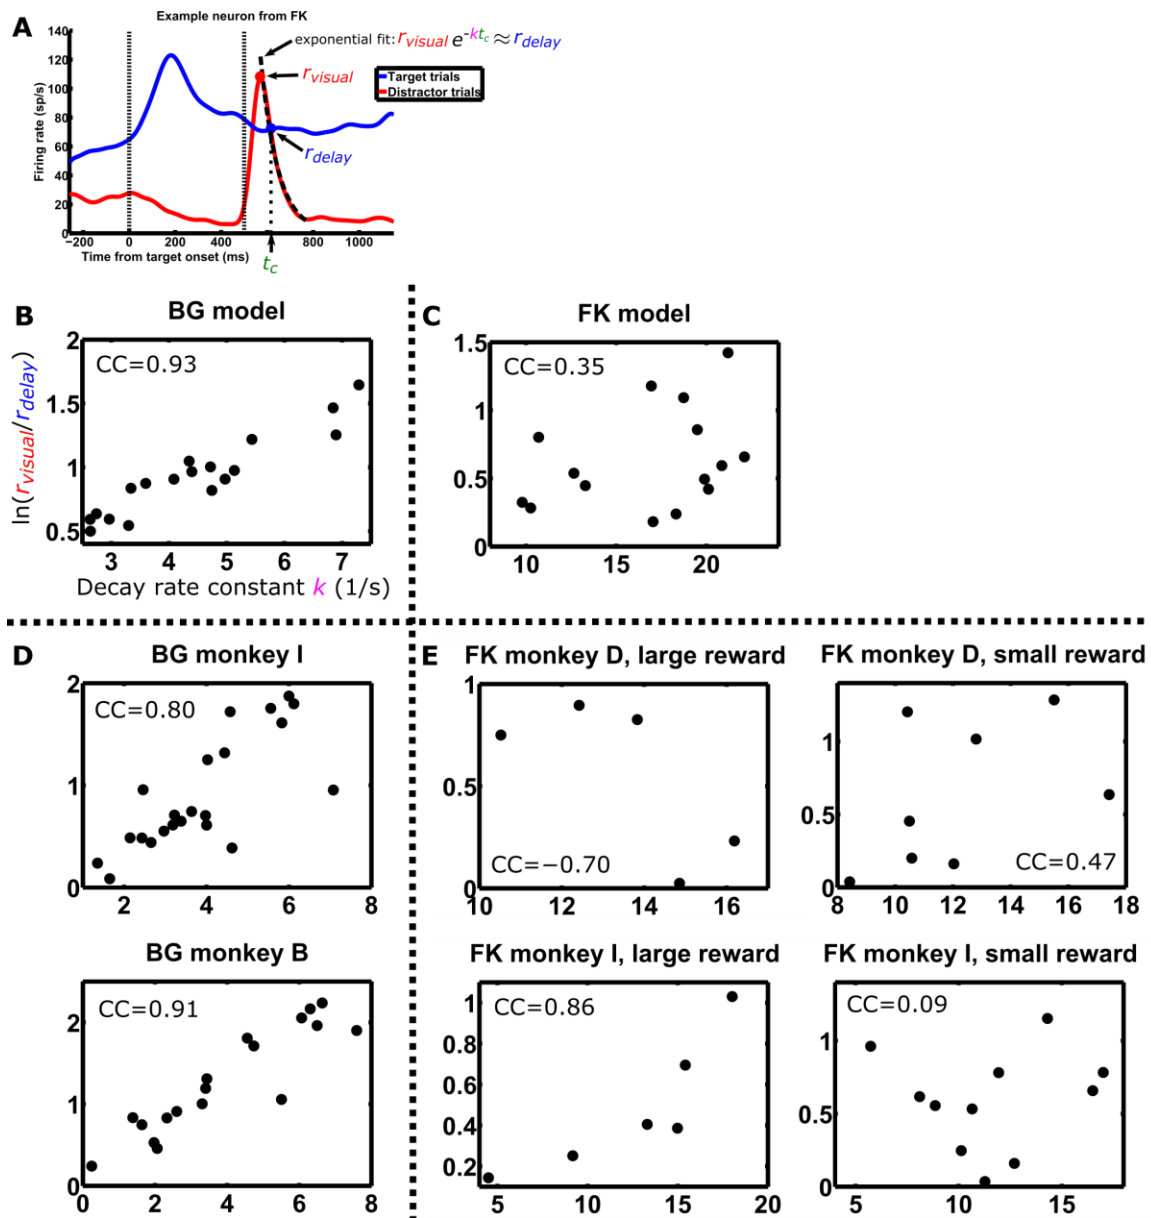 A
Example neuron from FK
exponential fit: r_visual e^-kt_c ≈ r_delay
140
120
100
80
60
40
20
0
Firing rate (sp/s)
r_visual
r_delay
Target trials
Distractor trials
−200 0 200 400 600 800 1000
Time from target onset (ms)
t_c
B
BG model
CC=0.93
2
1.5
1
0.5
ln(r_visual/r_delay)
3 4 5 6 7
Decay rate constant k (1/s)
C
FK model
CC=0.35
1.5
1
0.5
0
10 15 20
D
BG monkey I
CC=0.80
2
1
0
2 4 6 8
BG monkey B
CC=0.91
2
1
0
0 2 4 6 8
E
FK monkey D, large reward
CC=−0.70
1
0.5
0
10 12 14 16
FK monkey D, small reward
CC=0.47
1
0.5
0
8 10 12 14 16 18
FK monkey I, large reward
CC=0.86
1
0.8
0.6
0.4
0.2
5 10 15 20
FK monkey I, small reward
CC=0.09
1
0.5
0
5 10 15